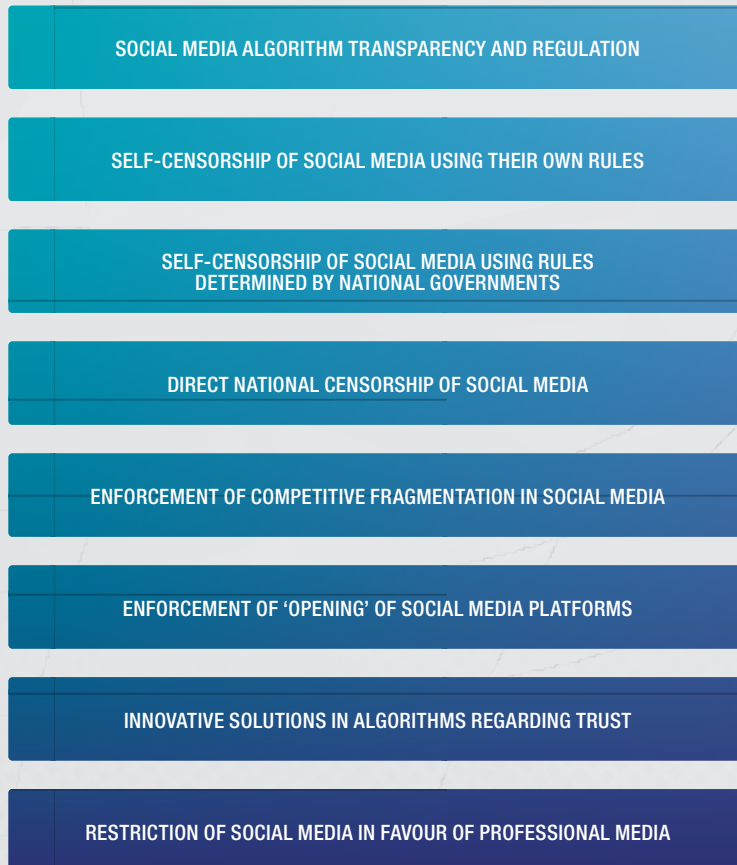 SOCIAL MEDIA ALGORITHM TRANSPARENCY AND REGULATION
SELF-CENSORSHIP OF SOCIAL MEDIA USING THEIR OWN RULES
SELF-CENSORSHIP OF SOCIAL MEDIA USING RULES
DETERMINED BY NATIONAL GOVERNMENTS
DIRECT NATIONAL CENSORSHIP OF SOCIAL MEDIA
ENFORCEMENT OF COMPETITIVE FRAGMENTATION IN SOCIAL MEDIA
ENFORCEMENT OF ‘OPENING’ OF SOCIAL MEDIA PLATFORMS
INNOVATIVE SOLUTIONS IN ALGORITHMS REGARDING TRUST
RESTRICTION OF SOCIAL MEDIA IN FAVOUR OF PROFESSIONAL MEDIA